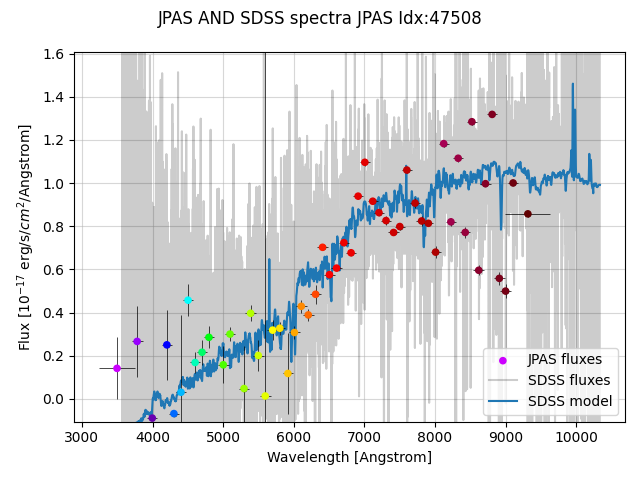 JPAS AND SDSS spectra JPAS Idx:47508
1.6
1.4
1.2
1.0
0.8
0.6
0.4
0.2
0.0
Flux [10⁻¹⁷ erg/s/cm²/Angstrom]
JPAS fluxes
SDSS fluxes
SDSS model
3000 4000 5000 6000 7000 8000 9000 10000
Wavelength [Angstrom]